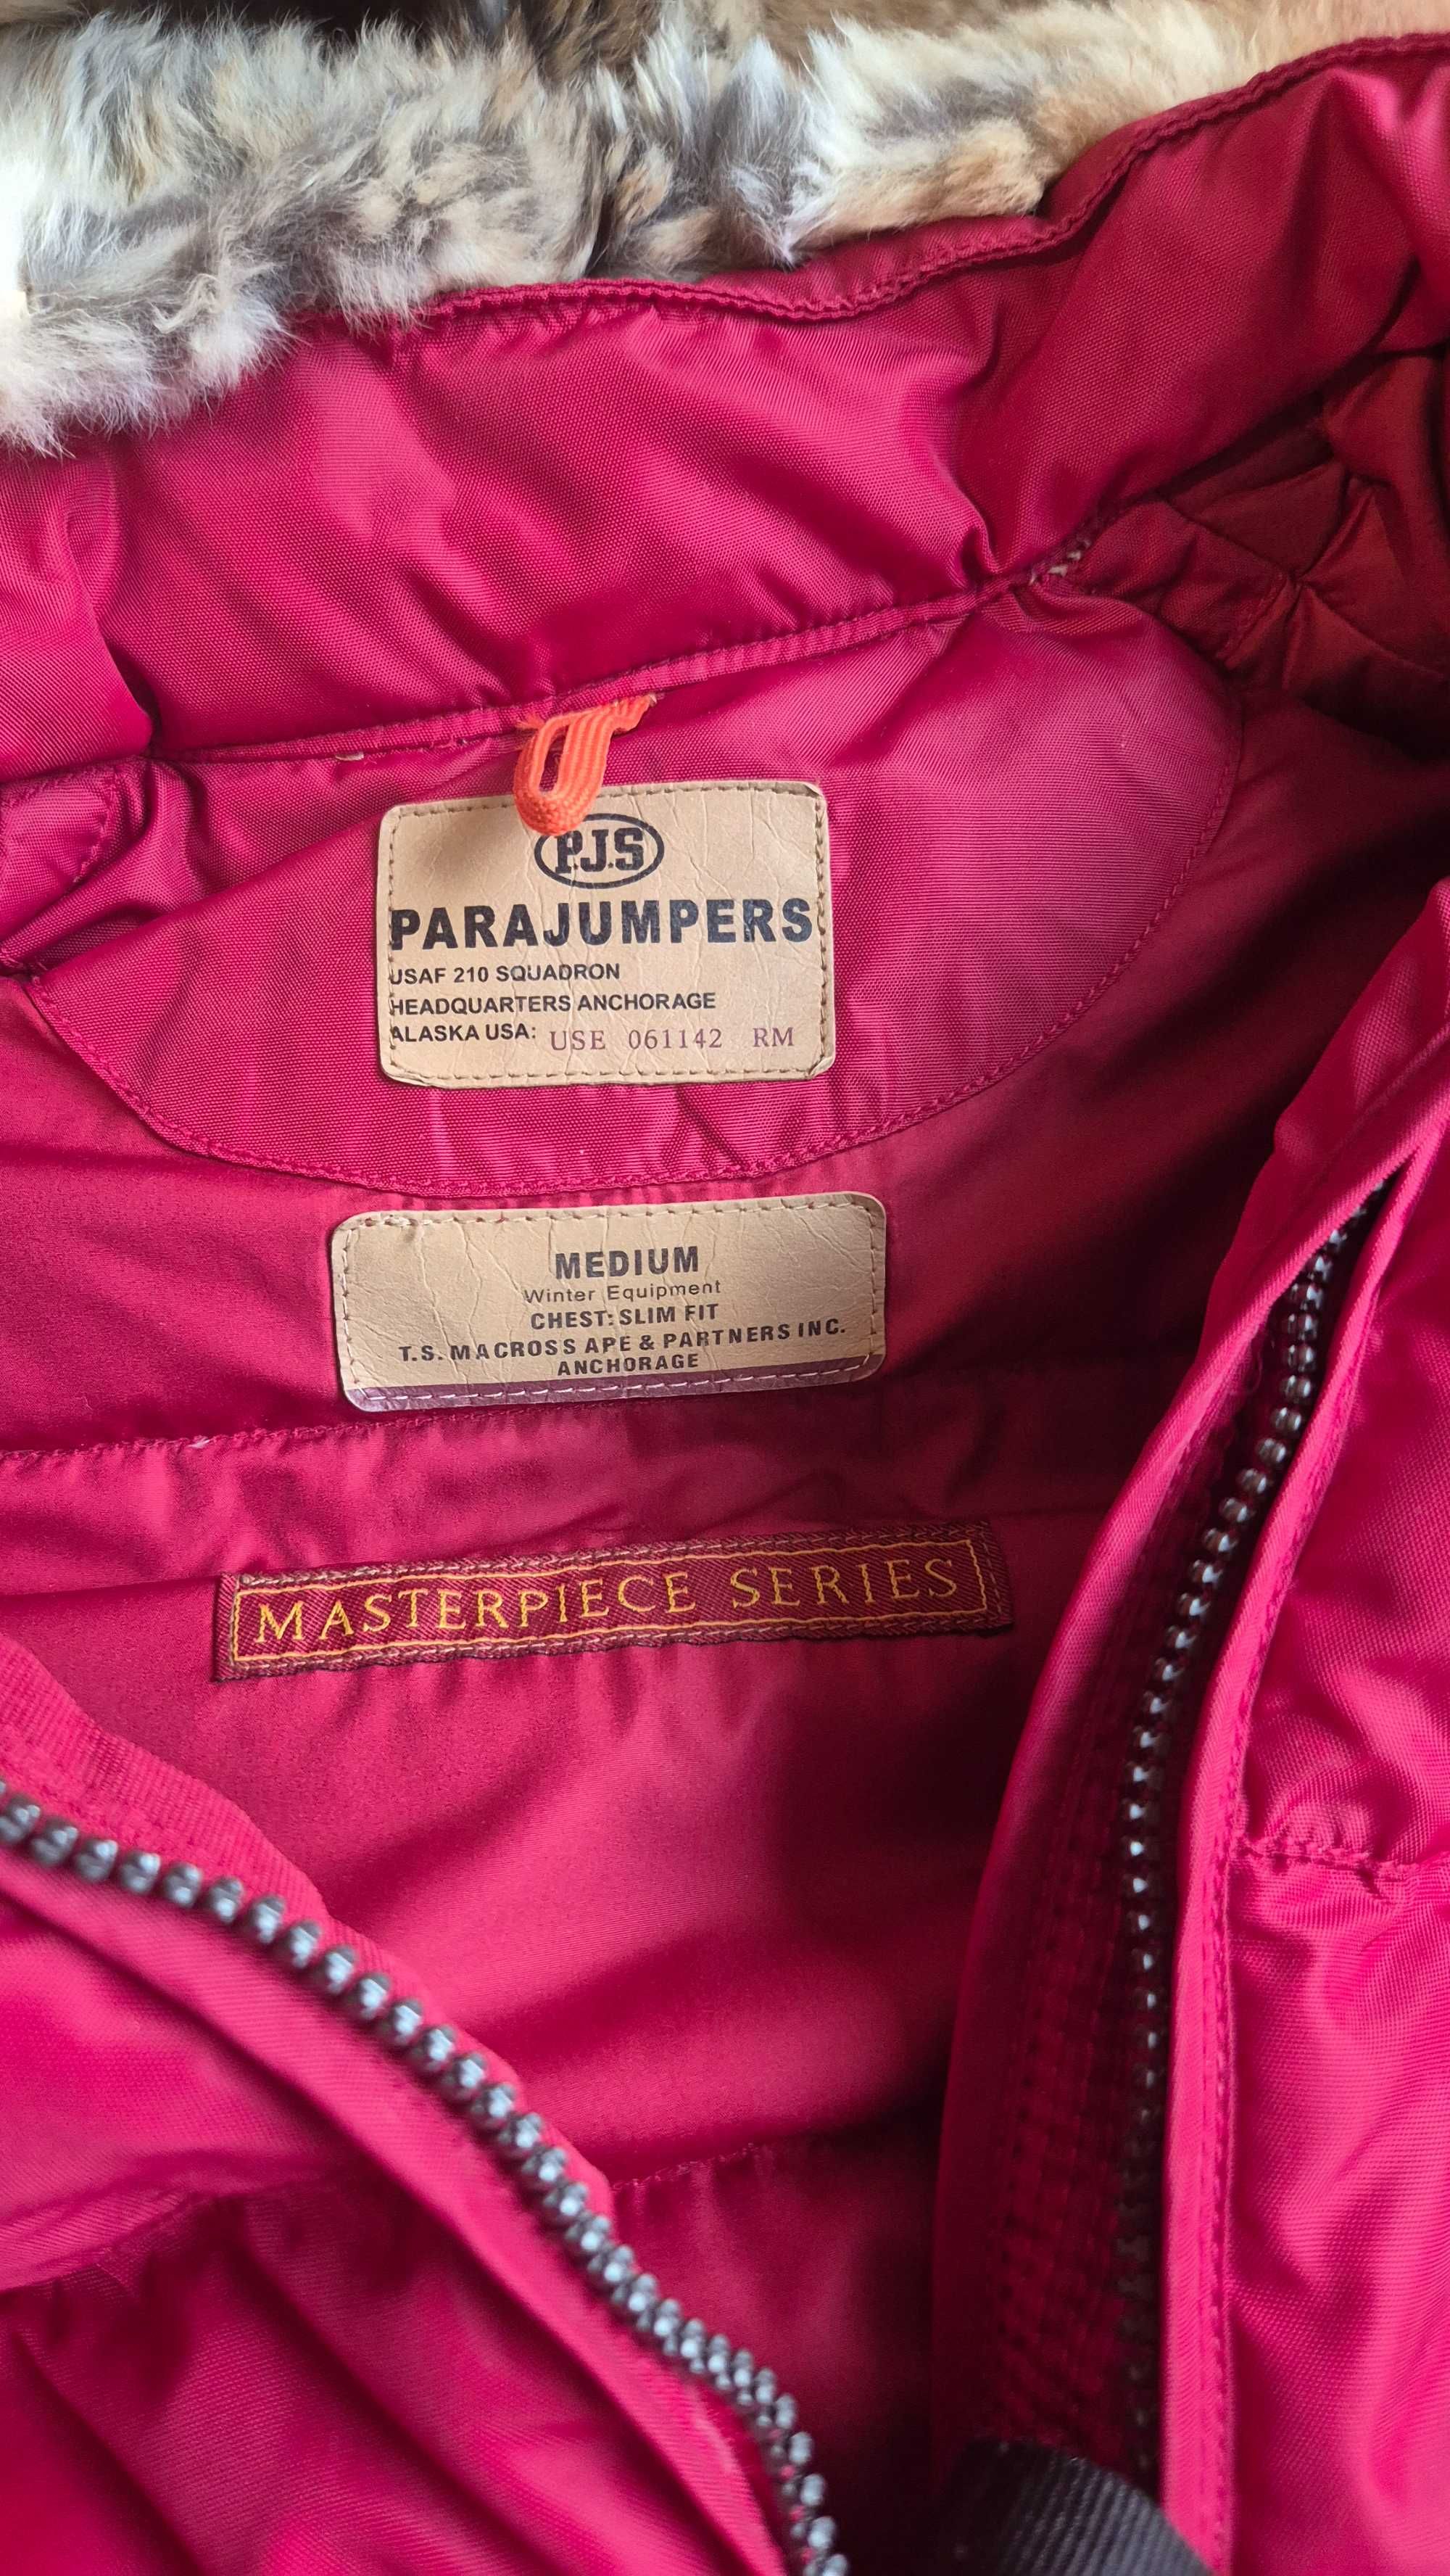 P.J.S
PARAJUMPERS
USAF 210 SQUADRON
HEADQUARTERS ANCHORAGE
ALASKA USA: USE 061142 RM
MEDIUM
Winter Equipment
CHEST: SLIM FIT
T.S. MACROSS APE & PARTNERS INC.
ANCHORAGE
MASTERPIECE SERIES